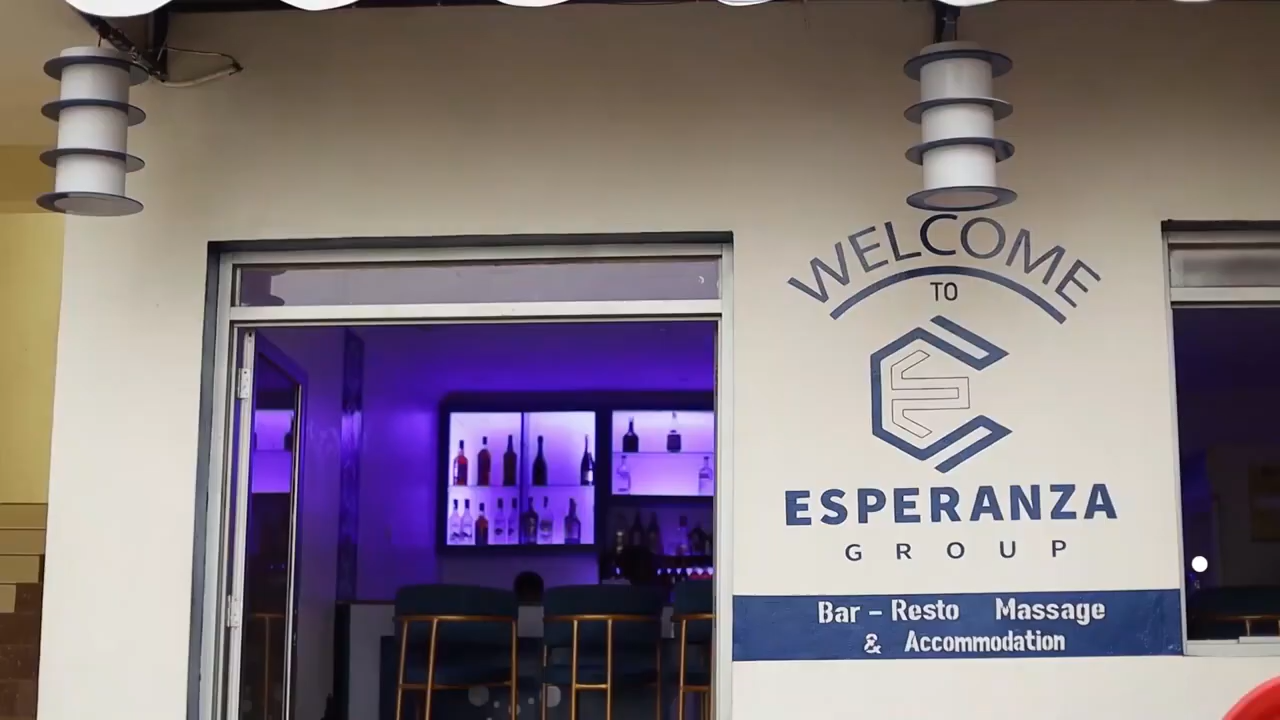 WELCOME
TO
ESPERANZA
GROUP
Bar - Resto Massage
& Accommodation